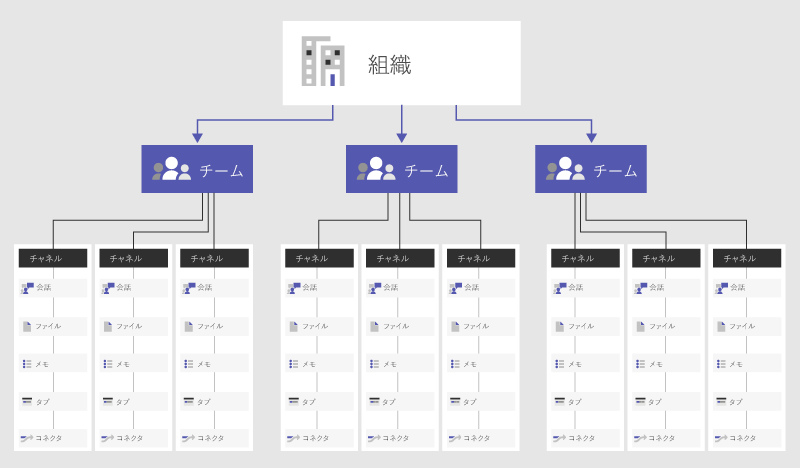 組織
チーム チーム チーム
チャネル チャネル チャネル チャネル チャネル チャネル チャネル チャネル チャネル
会話 会話 会話 会話 会話 会話 会話 会話 会話
ファイル ファイル ファイル ファイル ファイル ファイル ファイル ファイル ファイル
メモ メモ メモ メモ メモ メモ メモ メモ メモ
タブ タブ タブ タブ タブ タブ タブ タブ タブ
コネクタ コネクタ コネクタ コネクタ コネクタ コネクタ コネクタ コネクタ コネクタ